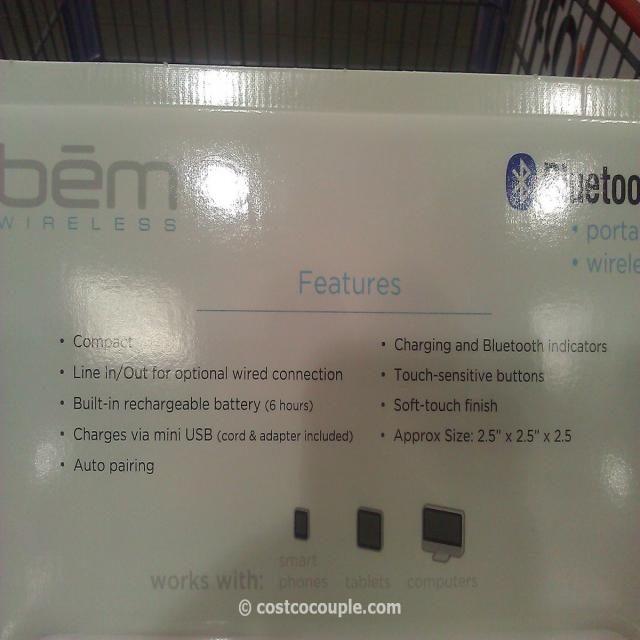 bēm
WIRELESS
Bluetoo
• porta
• wirele
Features
• Compact
• Line In/Out for optional wired connection
• Built-in rechargeable battery (6 hours)
• Charges via mini USB (cord & adapter included)
• Auto pairing
• Charging and Bluetooth indicators
• Touch-sensitive buttons
• Soft-touch finish
• Approx Size: 2.5" x 2.5" x 2.5
works with:
smart
phones
tablets
computers
© costcocouple.com